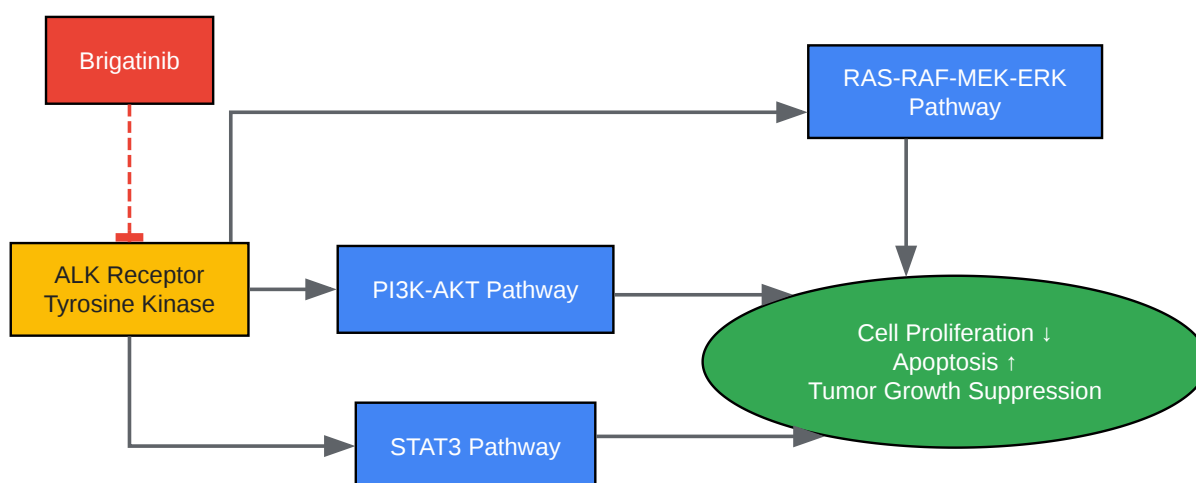 Brigatinib
RAS-RAF-MEK-ERK
Pathway
ALK Receptor
Tyrosine Kinase
PI3K-AKT Pathway
Cell Proliferation ↓
Apoptosis ↑
Tumor Growth Suppression
STAT3 Pathway